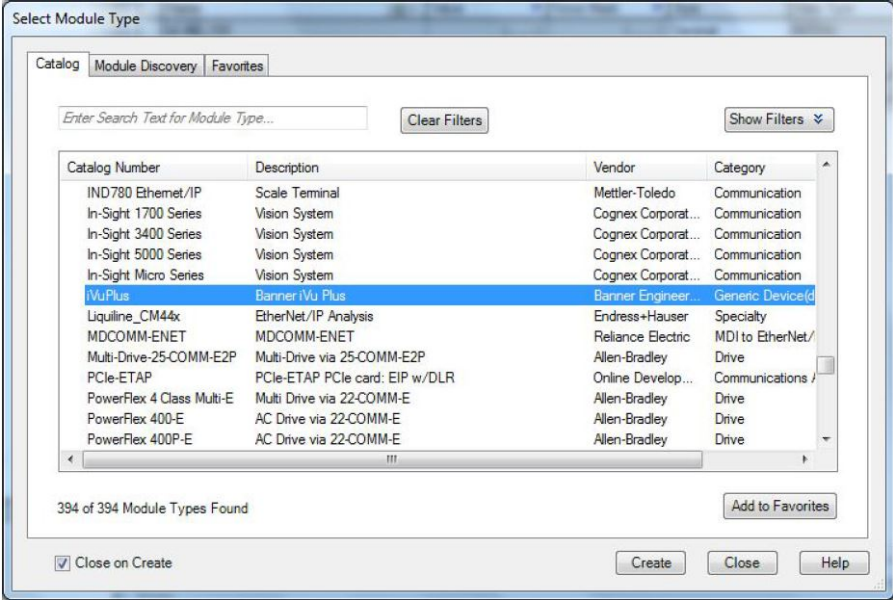 Select Module Type
Catalog Module Discovery Favorites
Enter Search Text for Module Type... Clear Filters Show Filters
Catalog Number Description Vendor Category
IND780 Ethernet/IP Scale Terminal Mettler-Toledo Communication
In-Sight 1700 Series Vision System Cognex Corporat... Communication
In-Sight 3400 Series Vision System Cognex Corporat... Communication
In-Sight 5000 Series Vision System Cognex Corporat... Communication
In-Sight Micro Series Vision System Cognex Corporat... Communication
iVuPlus Banner iVu Plus Banner Engineer... Generic Device(d
Liquiline_CM44x EtherNet/IP Analysis Endress+Hauser Specialty
MDCOMM-ENET MDCOMM-ENET Reliance Electric MDI to EtherNet/
Multi-Drive-25-COMM-E2P Multi-Drive via 25-COMM-E2P Allen-Bradley Drive
PCIe-ETAP PCIe-ETAP PCIe card: EIP w/DLR Online Develop... Communications
PowerFlex 4 Class Multi-E Multi Drive via 22-COMM-E Allen-Bradley Drive
PowerFlex 400-E AC Drive via 22-COMM-E Allen-Bradley Drive
PowerFlex 400P-E AC Drive via 22-COMM-E Allen-Bradley Drive
394 of 394 Module Types Found Add to Favorites
Close on Create Create Close Help